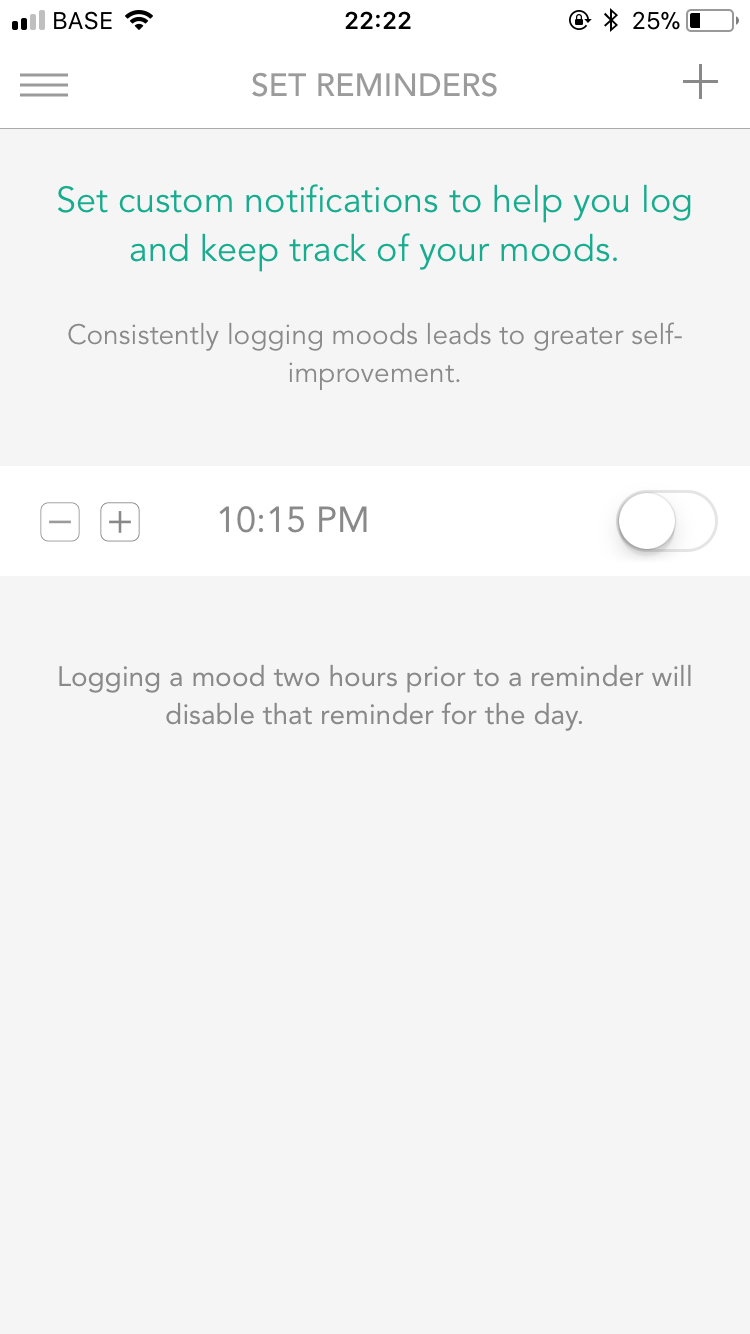 BASE 22:22 25%
SET REMINDERS
Set custom notifications to help you log
and keep track of your moods.
Consistently logging moods leads to greater self-
improvement.
10:15 PM
Logging a mood two hours prior to a reminder will
disable that reminder for the day.